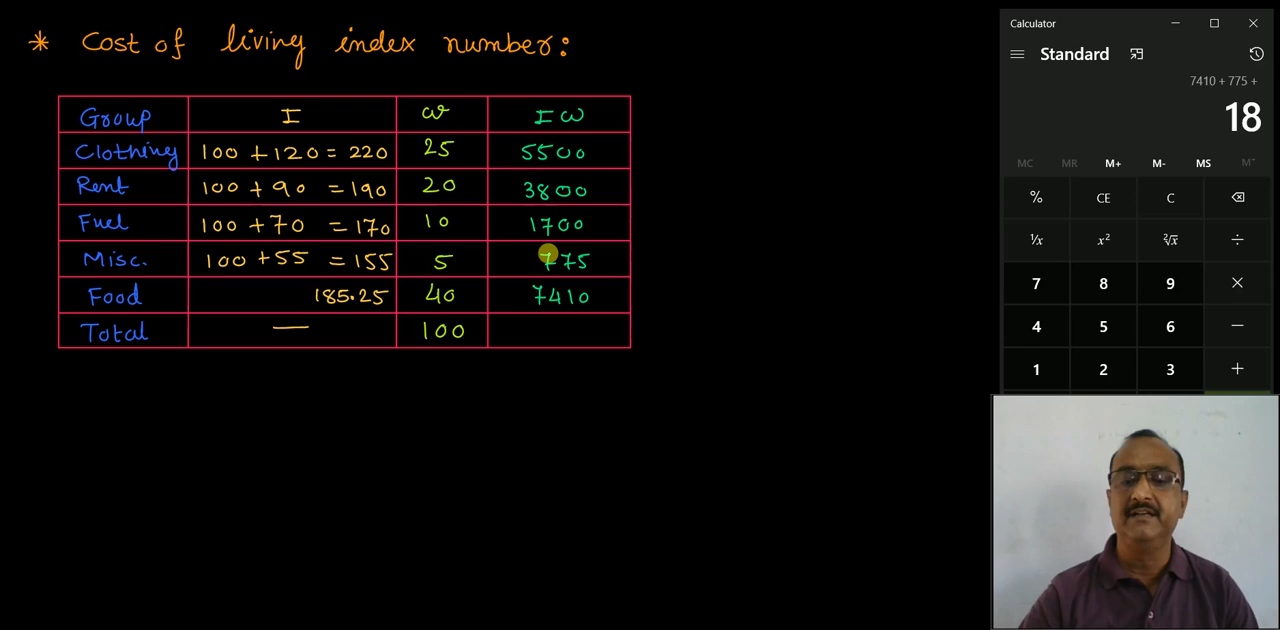 * Cost of living index number:
Group I w I w
Clothing 100 + 120 = 220 25 5500
Rent 100 + 90 = 190 20 3800
Fuel 100 + 70 = 170 10 1700
Misc. 100 + 55 = 155 5 775
Food 185.25 40 7410
Total — 100
Calculator
Standard
7410 + 775 +
18
MC MR M+ M- MS M˅
% CE C
¹/x x² ²√x ÷
7 8 9 ×
4 5 6 −
1 2 3 +